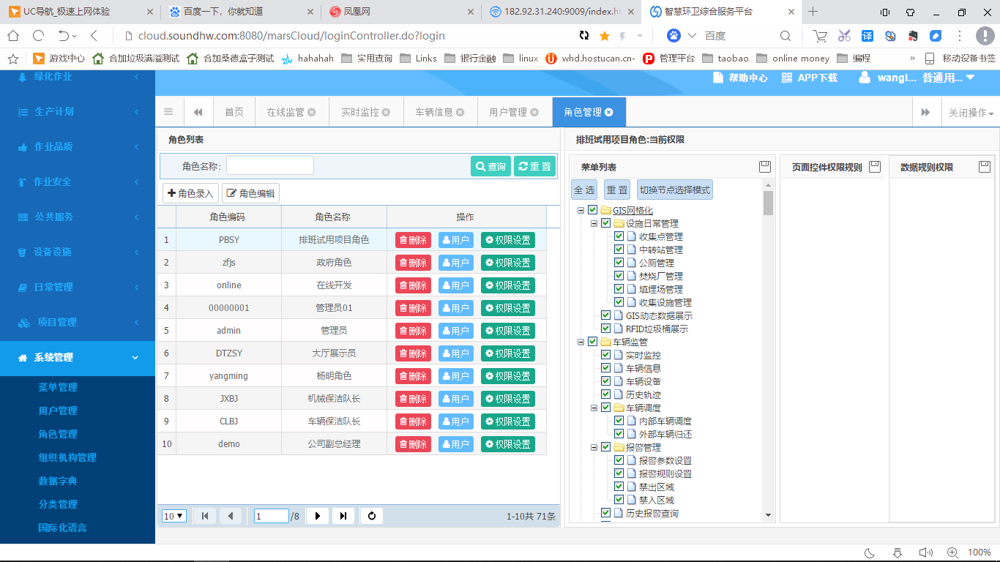 UC导航_极速上网体验
百度一下，你就知道
凤凰网
182.92.31.240:9009/index.h
智慧环卫综合服务平台
cloud.soundhw.com:8080/marsCloud/loginController.do?login
百度
译
游戏中心
合加垃圾满溢测试
合加桑德盒子测试
hahahah
实用查询
Links
银行金融
linux
whd.hostucan.cn-
管理平台
taobao
online money
编程
»
移动设备书签
绿化作业
生产计划
作业品质
作业安全
公共服务
设备设施
日常管理
项目管理
系统管理
菜单管理
用户管理
角色管理
组织机构管理
数据字典
分类管理
国际化语言
帮助中心
APP下载
wangl...
普通用...
首页
在线监管
实时监控
车辆信息
用户管理
角色管理
关闭操作
角色列表
角色名称:
查询
重 置
角色录入
角色编辑
角色编码 角色名称 操作
1 PBSY 排班试用项目角色 删除 用户 权限设置
2 zfjs 政府角色 删除 用户 权限设置
3 online 在线开发 删除 用户 权限设置
4 00000001 管理员01 删除 用户 权限设置
5 admin 管理员 删除 用户 权限设置
6 DTZSY 大厅展示员 删除 用户 权限设置
7 yangming 杨明角色 删除 用户 权限设置
8 JXBJ 机械保洁队长 删除 用户 权限设置
9 CLBJ 车辆保洁队长 删除 用户 权限设置
10 demo 公司副总经理 删除 用户 权限设置
10 1 /8 1-10共 71条
排班试用项目角色:当前权限
菜单列表
全 选
重 置
切换节点选择模式
GIS网格化
设施日常管理
收集点管理
中转站管理
公厕管理
焚烧厂管理
填埋场管理
收集设施管理
GIS动态数据展示
RFID垃圾桶展示
车辆监管
实时监控
车辆信息
车辆设备
历史轨迹
车辆调度
内部车辆调度
外部车辆归还
报警管理
报警参数设置
报警规则设置
禁出区域
禁入区域
历史报警查询
页面控件权限规则
数据规则权限
100%